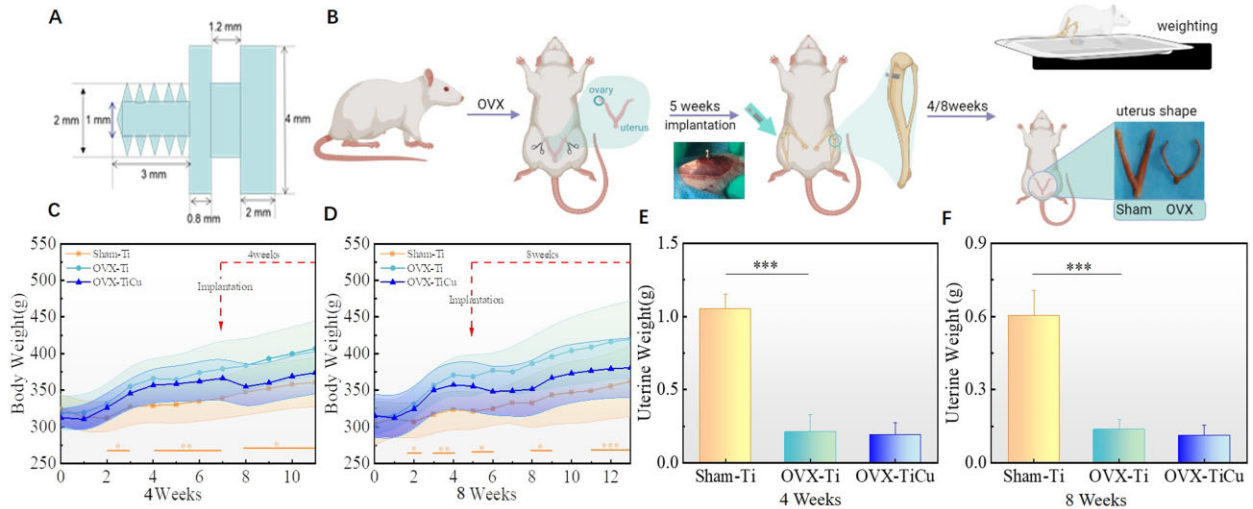 A
1.2 mm
2 mm
1 mm
4 mm
3 mm
0.8 mm
2 mm
B
OVX
ovary
uterus
5 weeks
implantation
4/8weeks
weighting
uterus shape
Sham OVX
C
550
500
450
400
350
300
250
Body Weight(g)
Sham-Ti
OVX-Ti
OVX-TiCu
4weeks
Implantation
* ** *
0 2 4 6 8 10
4 Weeks
D
550
500
450
400
350
300
250
Body Weight(g)
Sham-Ti
OVX-Ti
OVX-TiCu
8weeks
Implantation
* ** * * ***
0 2 4 6 8 10 12
8 Weeks
E
1.5
1.0
0.5
0.0
Uterine Weight(g)
***
Sham-Ti OVX-Ti OVX-TiCu
4 Weeks
F
0.9
0.6
0.3
0.0
Uterine Weight (g)
***
Sham-Ti OVX-Ti OVX-TiCu
8 Weeks